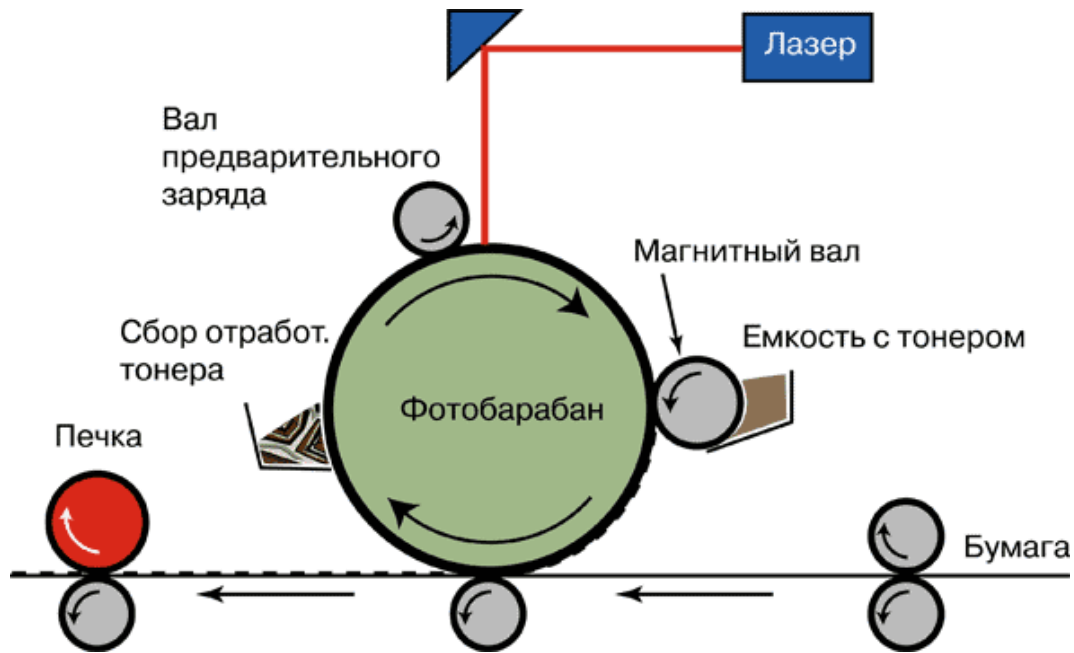 Лазер
Вал
предварительного
заряда
Магнитный вал
Сбор отработ.
тонера
Емкость с тонером
Фотобарабан
Печка
Бумага